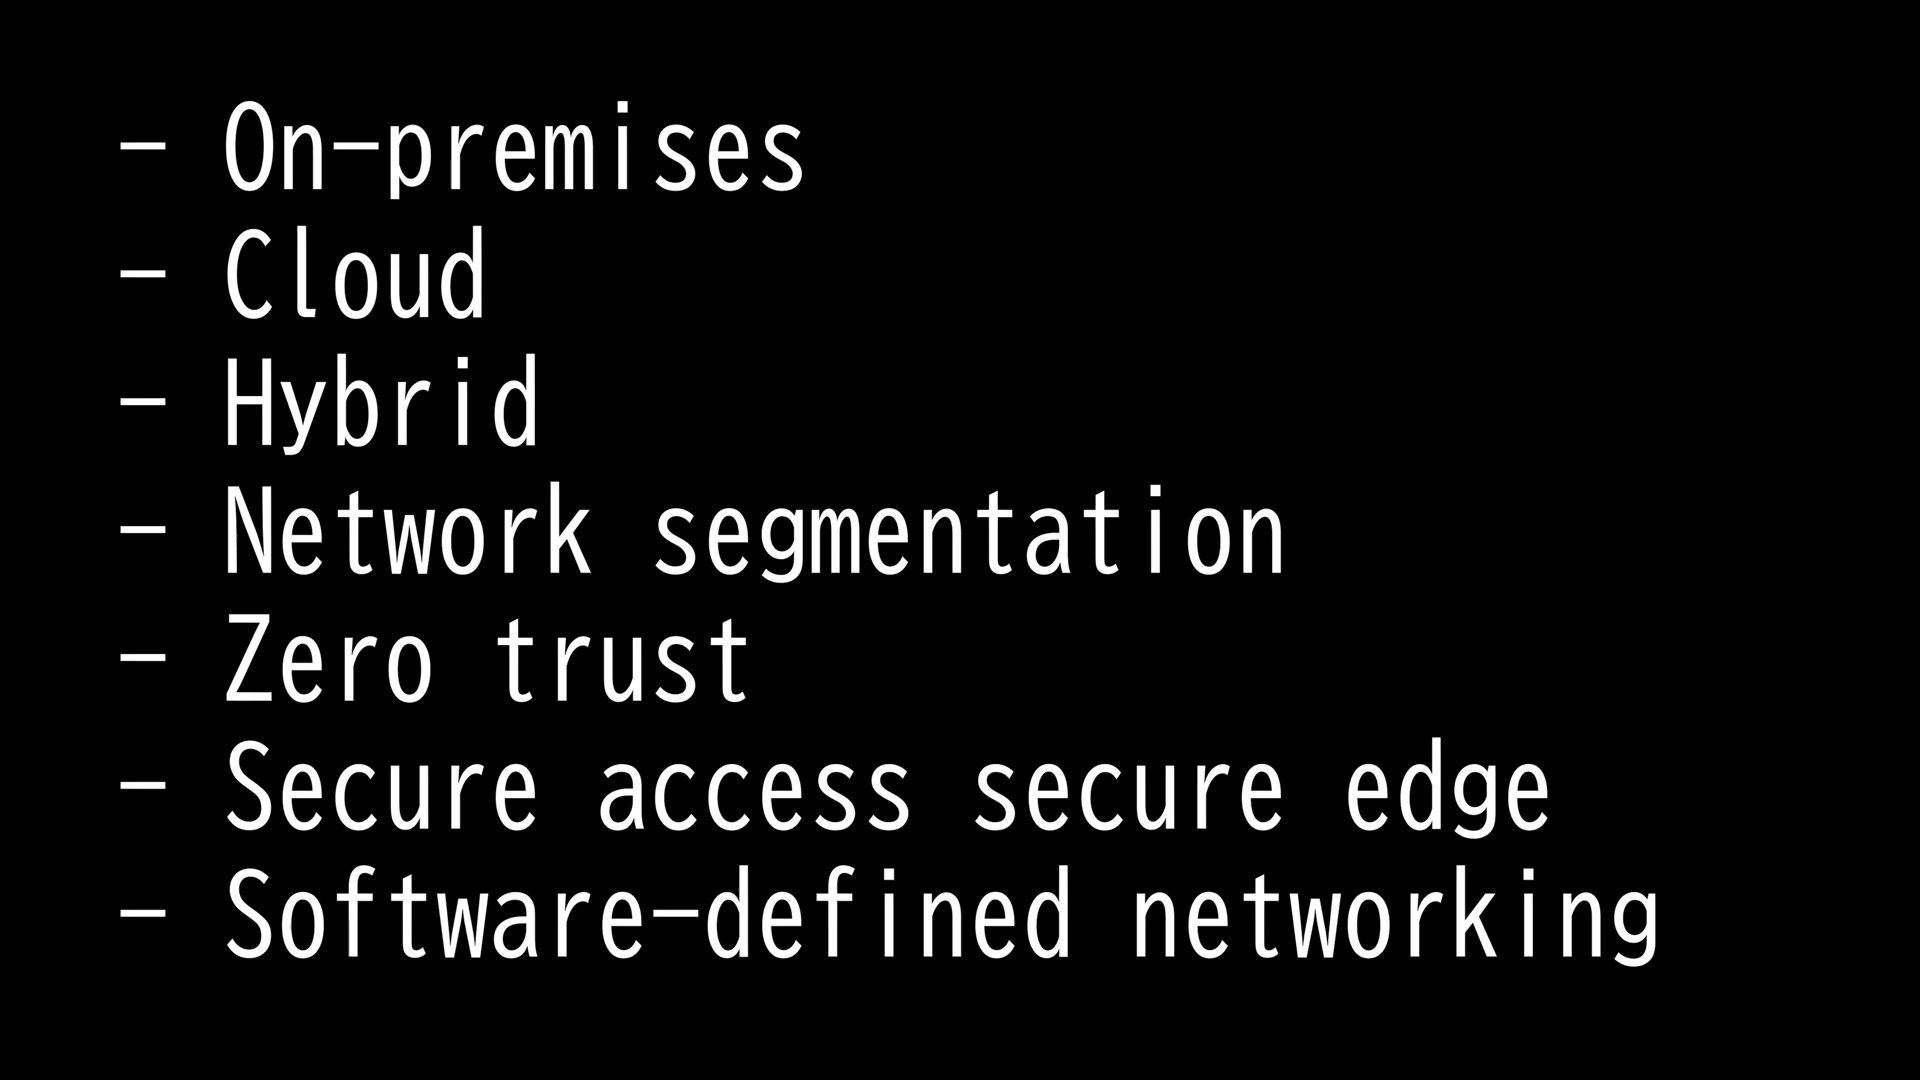 - On-premises
- Cloud
- Hybrid
- Network segmentation
- Zero trust
- Secure access secure edge
- Software-defined networking